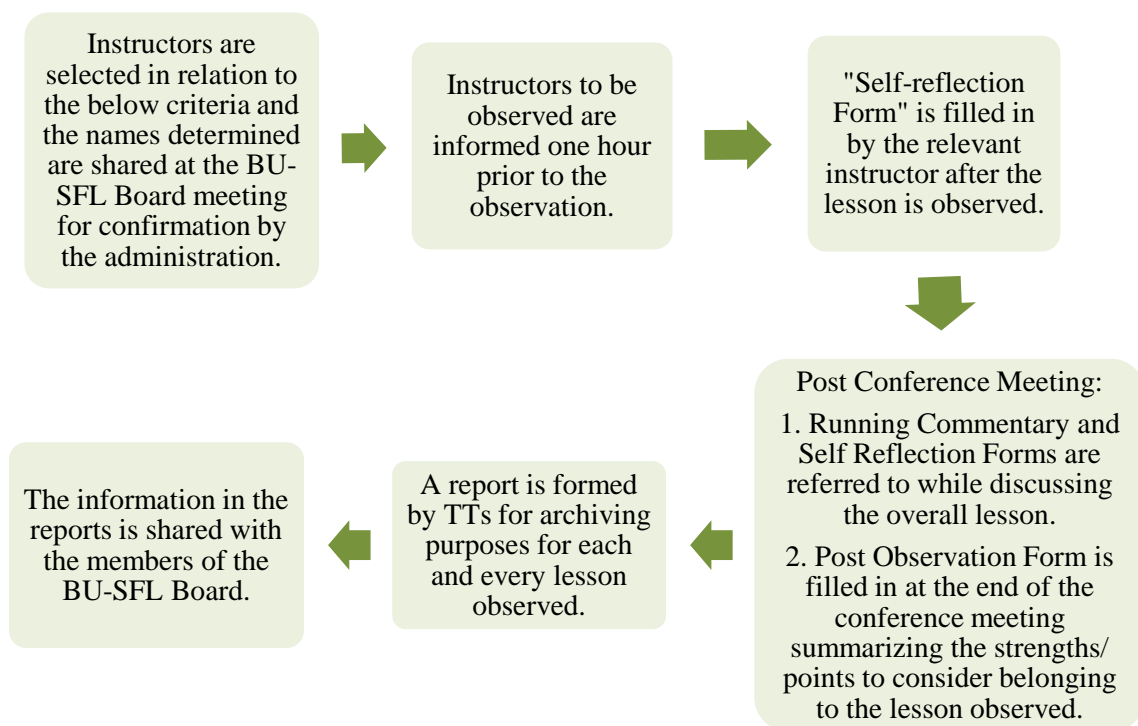 Instructors are
selected in relation to
the below criteria and
the names determined
are shared at the BU-
SFL Board meeting
for confirmation by
the administration.
Instructors to be
observed are
informed one hour
prior to the
observation.
"Self-reflection
Form" is filled in
by the relevant
instructor after the
lesson is observed.
Post Conference Meeting:
1. Running Commentary and
Self Reflection Forms are
referred to while discussing
the overall lesson.
2. Post Observation Form is
filled in at the end of the
conference meeting
summarizing the strengths/
points to consider belonging
to the lesson observed.
A report is formed
by TTs for archiving
purposes for each
and every lesson
observed.
The information in the
reports is shared with
the members of the
BU-SFL Board.